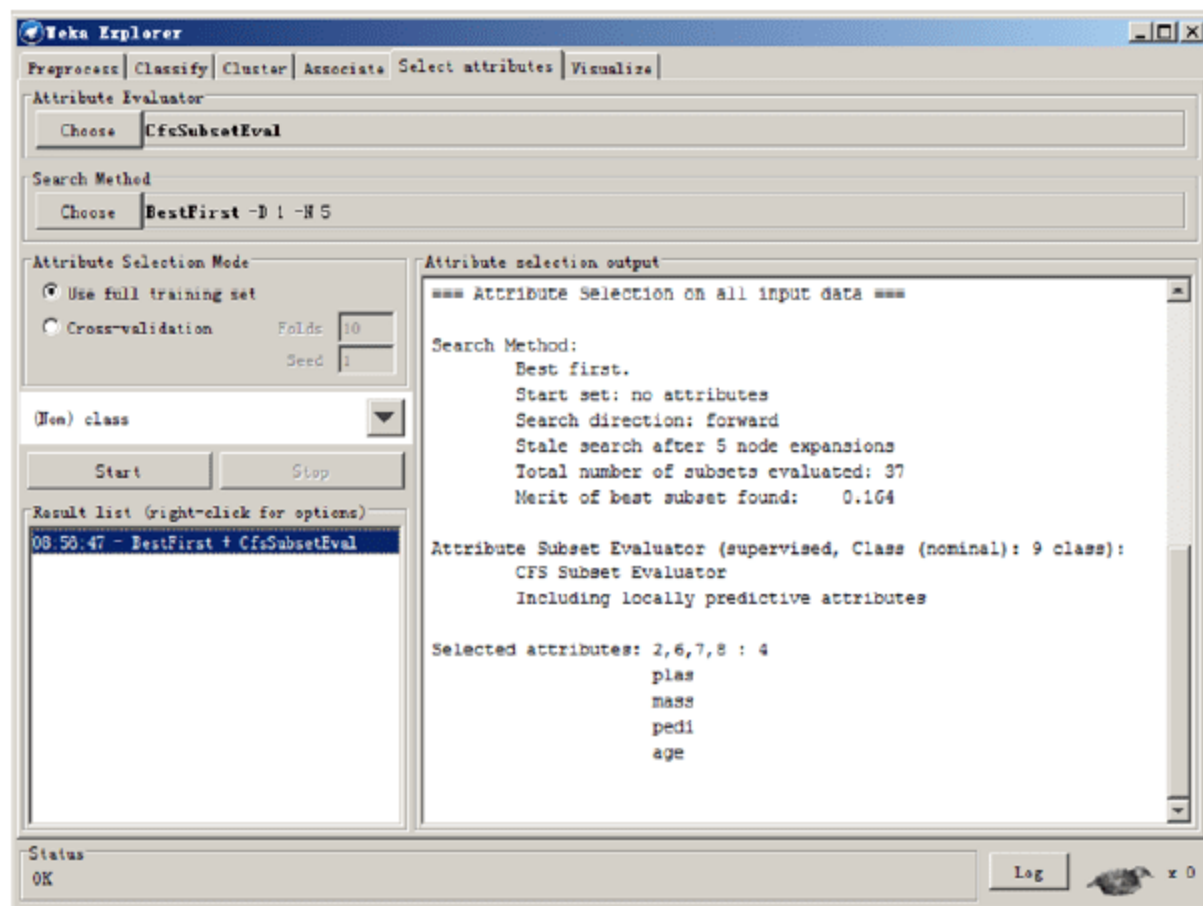 Weka Explorer
Preprocess Classify Cluster Associate Select attributes Visualize
Attribute Evaluator
Choose CfsSubsetEval
Search Method
Choose BestFirst -D 1 -N 5
Attribute Selection Mode
Use full training set
Cross-validation Folds 10
Seed 1
(Nom) class
Start Stop
Result list (right-click for options)
08:58:47 - BestFirst + CfsSubsetEval
Attribute selection output
=== Attribute Selection on all input data ===
Search Method:
Best first.
Start set: no attributes
Search direction: forward
Stale search after 5 node expansions
Total number of subsets evaluated: 37
Merit of best subset found: 0.164
Attribute Subset Evaluator (supervised, Class (nominal): 9 class):
CFS Subset Evaluator
Including locally predictive attributes
Selected attributes: 2,6,7,8 : 4
plas
mass
pedi
age
Status
OK
Log x 0